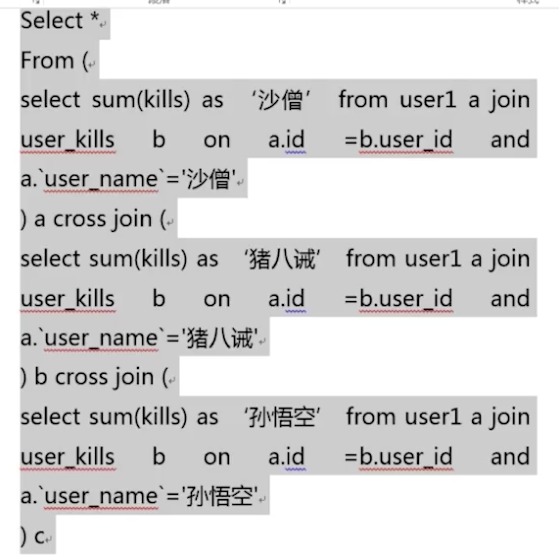 Select *
From (
select sum(kills) as ‘沙僧’ from user1 a join
user_kills b on a.id =b.user_id and
a.`user_name`='沙僧'
) a cross join (
select sum(kills) as ‘猪八诫’ from user1 a join
user_kills b on a.id =b.user_id and
a.`user_name`='猪八诫'
) b cross join (
select sum(kills) as ‘孙悟空’ from user1 a join
user_kills b on a.id =b.user_id and
a.`user_name`='孙悟空'
) c